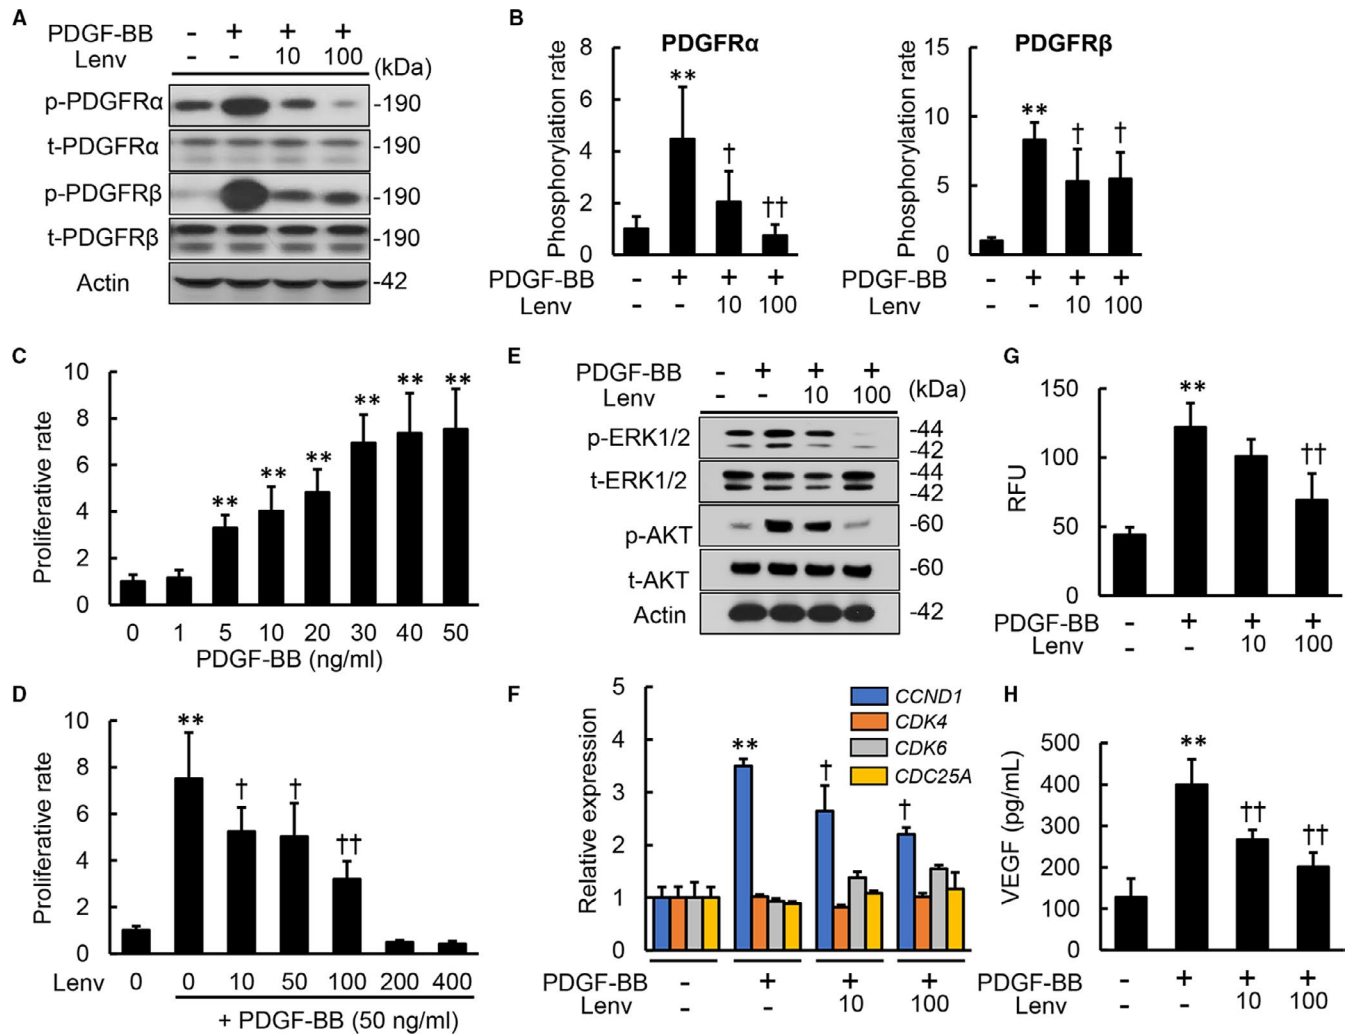 A
PDGF-BB - + + +
Lenv - - 10 100 (kDa)
p-PDGFRα -190
t-PDGFRα -190
p-PDGFRβ -190
t-PDGFRβ -190
Actin -42
B
PDGFRα
Phosphorylation rate
8
6
4
2
0
** † ††
PDGF-BB - + + +
Lenv - - 10 100
PDGFRβ
Phosphorylation rate
15
10
5
0
** † †
PDGF-BB - + + +
Lenv - - 10 100
C
Proliferative rate
10
8
6
4
2
0
** ** ** ** ** **
0 1 5 10 20 30 40 50
PDGF-BB (ng/ml)
D
Proliferative rate
10
8
6
4
2
0
** † † ††
Lenv 0 0 10 50 100 200 400
+ PDGF-BB (50 ng/ml)
E
PDGF-BB - + + +
Lenv - - 10 100 (kDa)
p-ERK1/2 -44
-42
t-ERK1/2 -44
-42
p-AKT -60
t-AKT -60
Actin -42
F
Relative expression
5
4
3
2
1
0
CCND1
CDK4
CDK6
CDC25A
** † †
PDGF-BB - + + +
Lenv - - 10 100
G
RFU
150
100
50
0
** ††
PDGF-BB - + + +
Lenv - - 10 100
H
VEGF (pg/mL)
500
400
300
200
100
0
** †† ††
PDGF-BB - + + +
Lenv - - 10 100